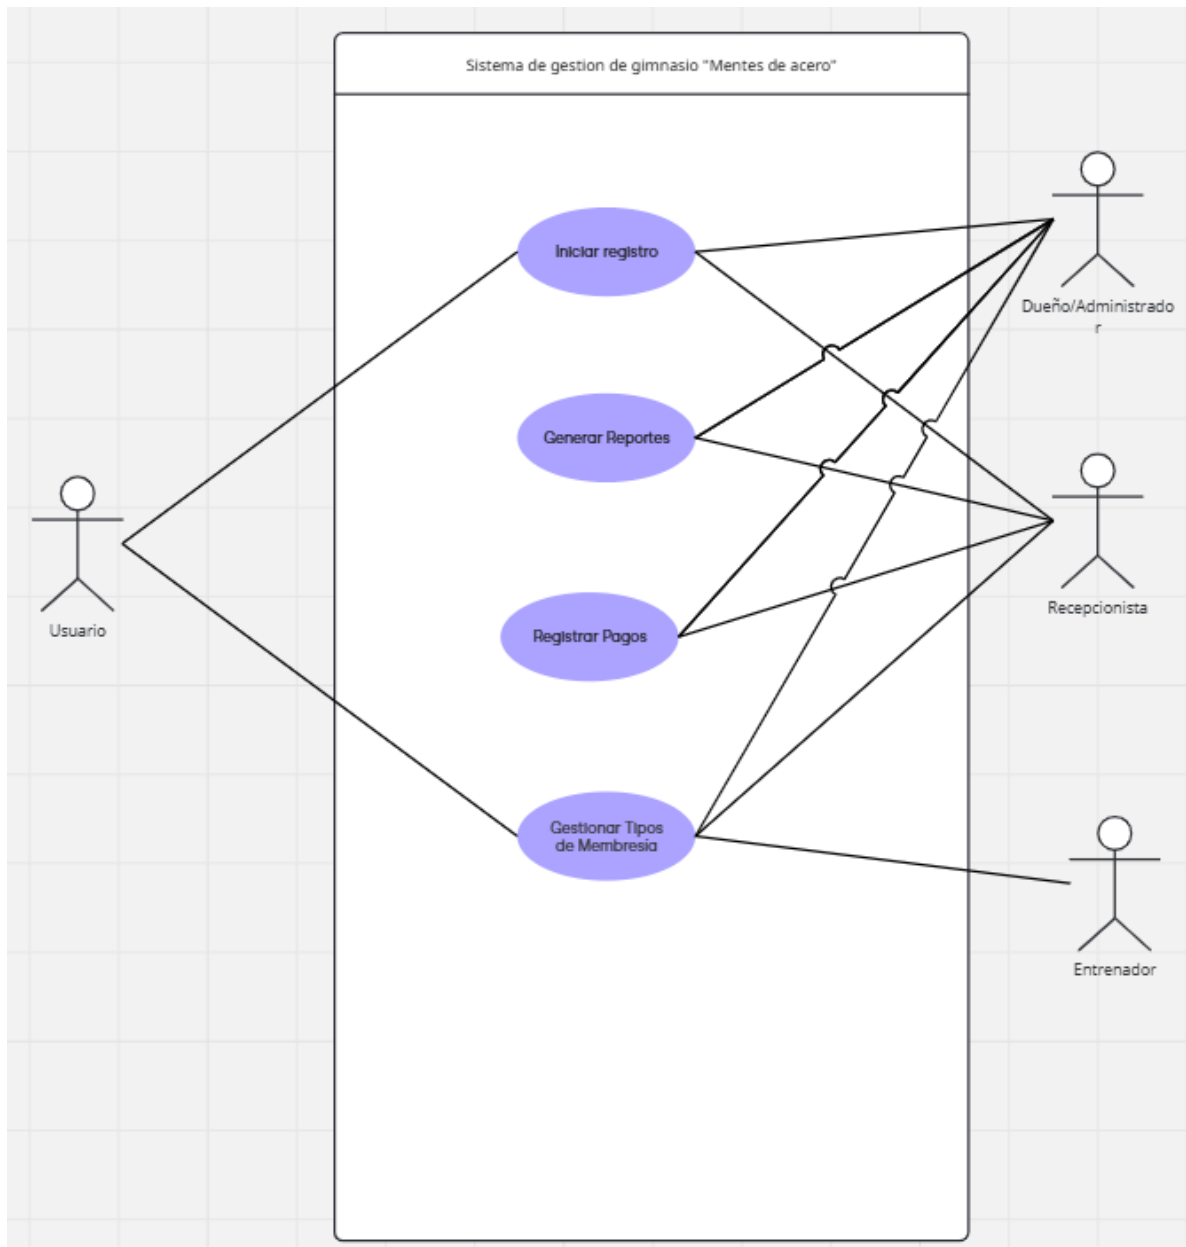 Sistema de gestion de gimnasio "Mentes de acero"
Iniciar registro
Dueño/Administrado
r
Generar Reportes
Recepcionista
Usuario
Registrar Pagos
Gestionar Tipos
de Membresía
Entrenador